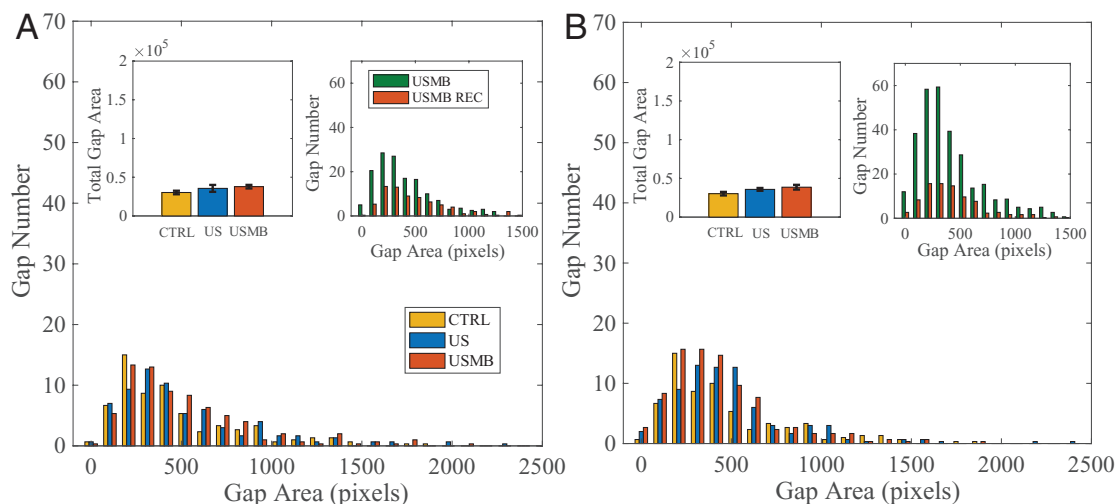 A
70
60
50
40
30
20
10
0
Gap Number
0 500 1000 1500 2000 2500
Gap Area (pixels)
×10⁵
2
1.5
1
0.5
0
Total Gap Area
CTRL US USMB
60
40
20
0
Gap Number
USMB
USMB REC
0 500 1000 1500
Gap Area (pixels)
CTRL
US
USMB
B
70
60
50
40
30
20
10
0
Gap Number
0 500 1000 1500 2000 2500
Gap Area (pixels)
×10⁵
2
1.5
1
0.5
0
Total Gap Area
CTRL US USMB
60
40
20
0
Gap Number
0 500 1000 1500
Gap Area (pixels)